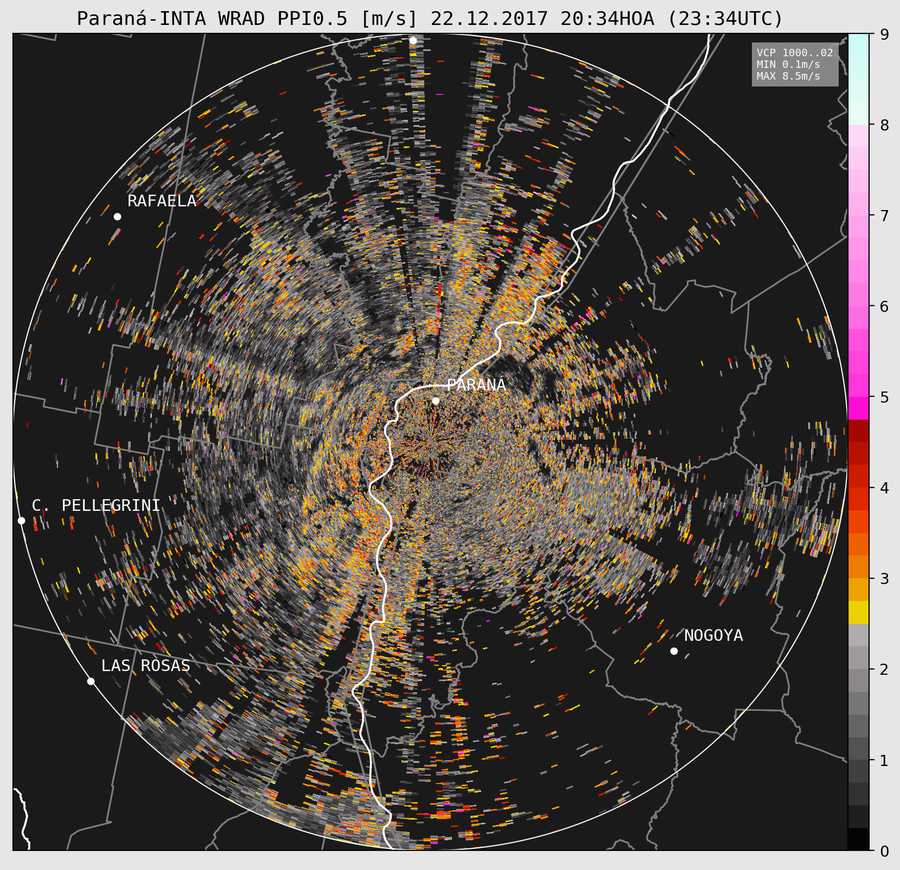 Paraná-INTA WRAD PPI0.5 [m/s] 22.12.2017 20:34HOA (23:34UTC)
VCP 1000..02
MIN 0.1m/s
MAX 8.5m/s
RAFAELA
PARANÁ
C. PELLEGRINI
NOGOYA
LAS ROSAS
9
8
7
6
5
4
3
2
1
0